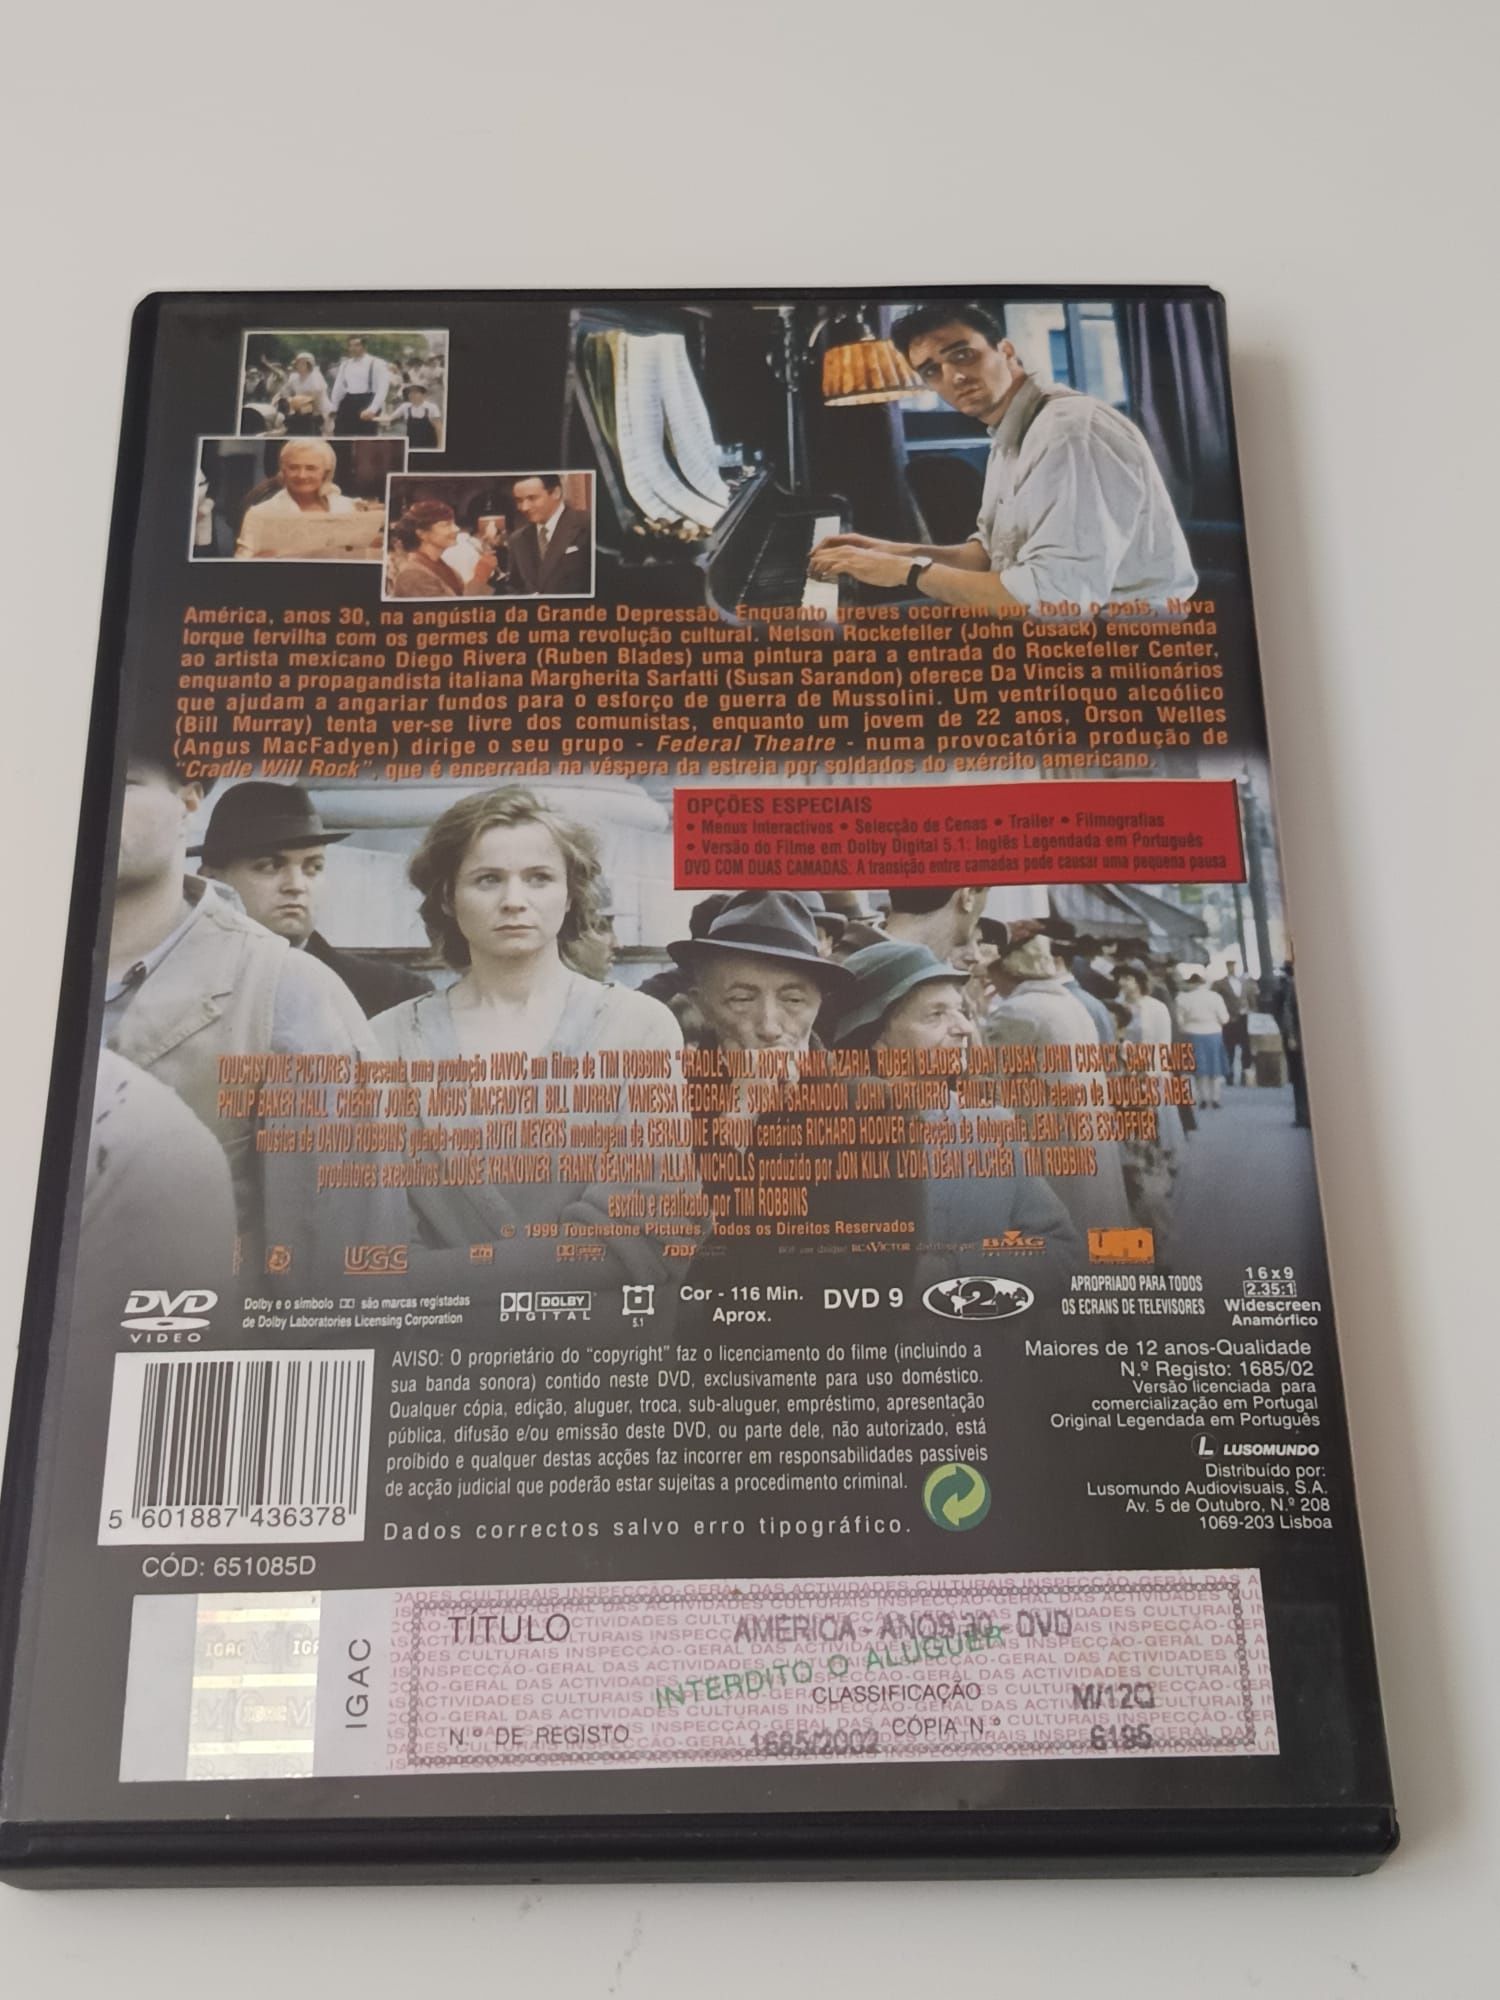 América, anos 30, na angústia da Grande Depressão. Enquanto greves ocorrem por todo o país, Nova
Iorque fervilha com os germes de uma revolução cultural. Nelson Rockefeller (John Cusack) encomenda
ao artista mexicano Diego Rivera (Ruben Blades) uma pintura para a entrada do Rockefeller Center,
enquanto a propagandista italiana Margherita Sarfatti (Susan Sarandon) oferece Da Vincis a milionários
que ajudam a angariar fundos para o esforço de guerra de Mussolini. Um ventríloquo alcoólico
(Bill Murray) tenta ver-se livre dos comunistas, enquanto um jovem de 22 anos, Orson Welles
(Angus MacFadyen) dirige o seu grupo - Federal Theatre - numa provocatória produção de
"Cradle Will Rock", que é encerrada na véspera da estreia por soldados do exército americano.
OPÇÕES ESPECIAIS
• Menus Interactivos • Selecção de Cenas • Trailer • Filmografias
• Versão do Filme em Dolby Digital 5.1: Inglês Legendada em Português
DVD COM DUAS CAMADAS: A transição entre camadas pode causar uma pequena pausa
TOUCHSTONE PICTURES apresenta uma produção HAVOC um filme de TIM ROBBINS "CRADLE WILL ROCK" HANK AZARIA RUBEN BLADES JOAN CUSAK JOHN CUSACK CARY ELWES
PHILIP BAKER HALL CHERRY JONES ANGUS MACFADYEN BILL MURRAY VANESSA REDGRAVE SUSAN SARANDON JOHN TORTURRO EMILLY WATSON elenco de DOUGLAS ABEL
música de DAVID ROBBINS guarda-roupa RUTH MEYERS montagem de GERALDINE PERONI cenários RICHARD HOOVER direcção de fotografia JEAN-YVES ESCOFFIER
produtores executivos LOUISE KRAKOWER FRANK BEACHAM ALLAN NICHOLLS produzido por JON KILIK LYDIA DEAN PILCHER TIM ROBBINS
escrito e realizado por TIM ROBBINS
© 1999 Touchstone Pictures. Todos os Direitos Reservados
UGC dts DOLBY DIGITAL SDDS RCA VICTOR BMG
DVD VIDEO
Dolby e o símbolo são marcas registadas
de Dolby Laboratories Licensing Corporation
DOLBY DIGITAL
5.1
Cor - 116 Min.
Aprox.
DVD 9
2
APROPRIADO PARA TODOS
OS ECRANS DE TELEVISORES
16x9
2.35:1
Widescreen
Anamórfico
AVISO: O proprietário do "copyright" faz o licenciamento do filme (incluindo a
sua banda sonora) contido neste DVD, exclusivamente para uso doméstico.
Qualquer cópia, edição, aluguer, troca, sub-aluguer, empréstimo, apresentação
pública, difusão e/ou emissão deste DVD, ou parte dele, não autorizado, está
proíbido e qualquer destas acções faz incorrer em responsabilidades passíveis
de acção judicial que poderão estar sujeitas a procedimento criminal.
Dados correctos salvo erro tipográfico.
Maiores de 12 anos-Qualidade
N.º Registo: 1685/02
Versão licenciada para
comercialização em Portugal
Original Legendada em Português
LUSOMUNDO
Distribuído por:
Lusomundo Audiovisuais, S.A.
Av. 5 de Outubro, N.º 208
1069-203 Lisboa
5 601887 436378
CÓD: 651085D
IGAC
TÍTULO AMÉRICA - ANOS 30 - DVD
INTERDITO O ALUGUER
CLASSIFICAÇÃO M/12Q
N.º DE REGISTO 1685/2002 CÓPIA N.º 6195